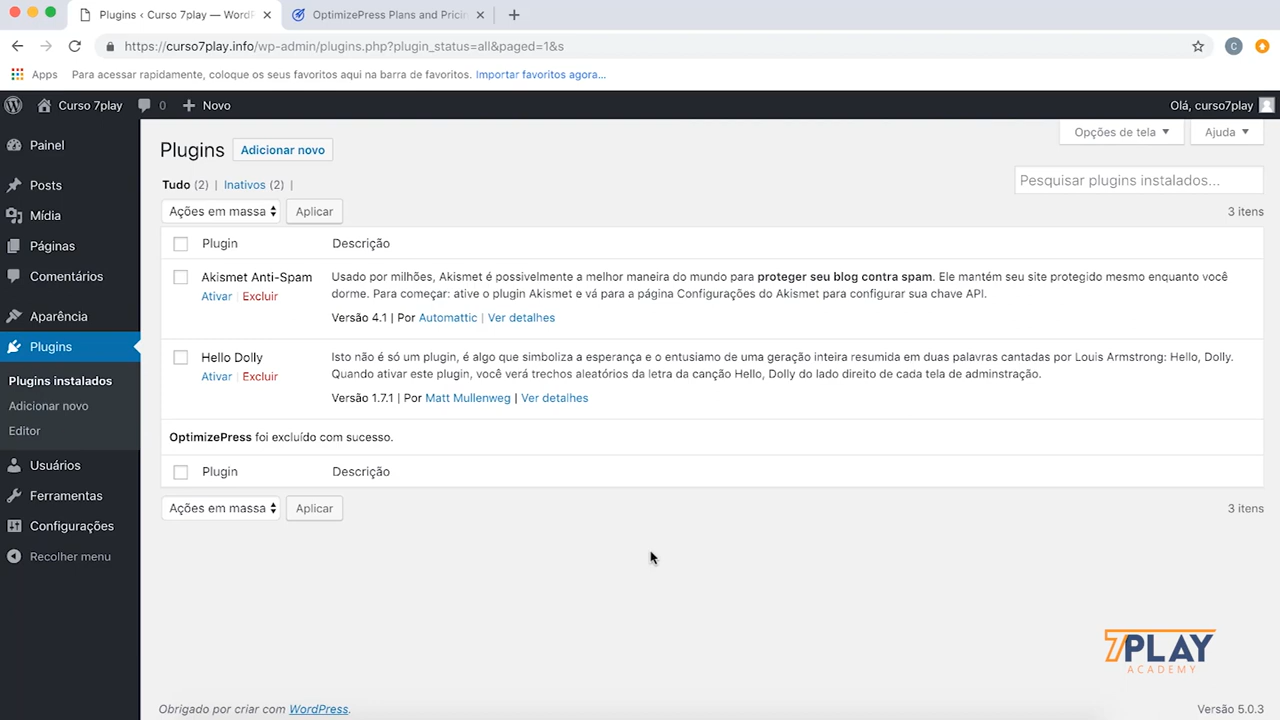 Plugins ‹ Curso 7play — WordP
OptimizePress Plans and Pricin
https://curso7play.info/wp-admin/plugins.php?plugin_status=all&paged=1&s
C
Apps
Para acessar rapidamente, coloque os seus favoritos aqui na barra de favoritos. Importar favoritos agora...
Curso 7play
0
Novo
Olá, curso7play
Painel
Posts
Mídia
Páginas
Comentários
Aparência
Plugins
Plugins instalados
Adicionar novo
Editor
Usuários
Ferramentas
Configurações
Recolher menu
Opções de tela
Ajuda
Plugins
Adicionar novo
Tudo (2) | Inativos (2) |
Pesquisar plugins instalados...
Ações em massa
Aplicar
3 itens
Plugin
Descrição
Akismet Anti-Spam
Ativar | Excluir
Usado por milhões, Akismet é possivelmente a melhor maneira do mundo para proteger seu blog contra spam. Ele mantém seu site protegido mesmo enquanto você
dorme. Para começar: ative o plugin Akismet e vá para a página Configurações do Akismet para configurar sua chave API.
Versão 4.1 | Por Automattic | Ver detalhes
Hello Dolly
Ativar | Excluir
Isto não é só um plugin, é algo que simboliza a esperança e o entusiamo de uma geração inteira resumida em duas palavras cantadas por Louis Armstrong: Hello, Dolly.
Quando ativar este plugin, você verá trechos aleatórios da letra da canção Hello, Dolly do lado direito de cada tela de adminstração.
Versão 1.7.1 | Por Matt Mullenweg | Ver detalhes
OptimizePress foi excluído com sucesso.
Plugin
Descrição
Ações em massa
Aplicar
3 itens
7PLAY
ACADEMY
Obrigado por criar com WordPress.
Versão 5.0.3